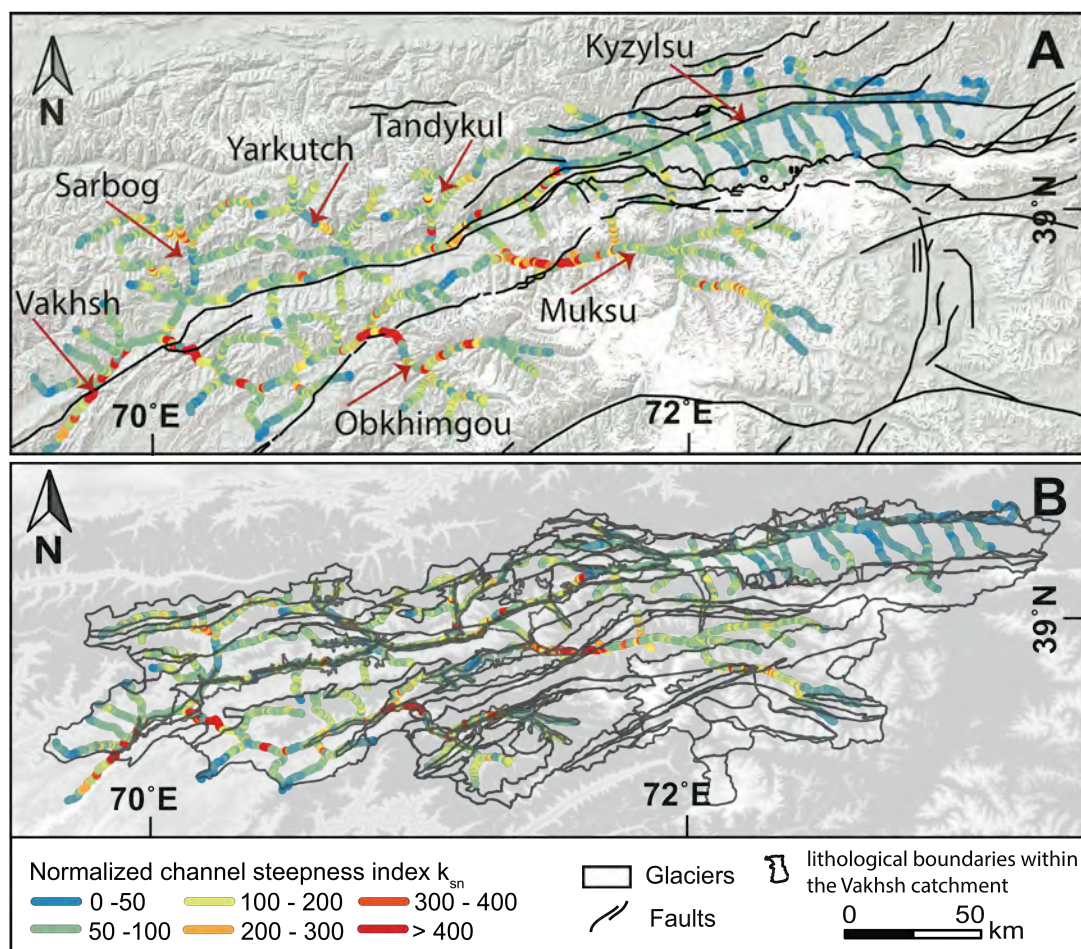 A
Kyzylsu
N
Tandykul
Yarkutch
Sarbog
39°N
Vakhsh
Muksu
70°E
72°E
Obkhimgou
B
N
39°N
70°E
72°E
Normalized channel steepness index ksn
0 -50
100 - 200
300 - 400
50 -100
200 - 300
> 400
Glaciers
Faults
lithological boundaries within
the Vakhsh catchment
0 50
km